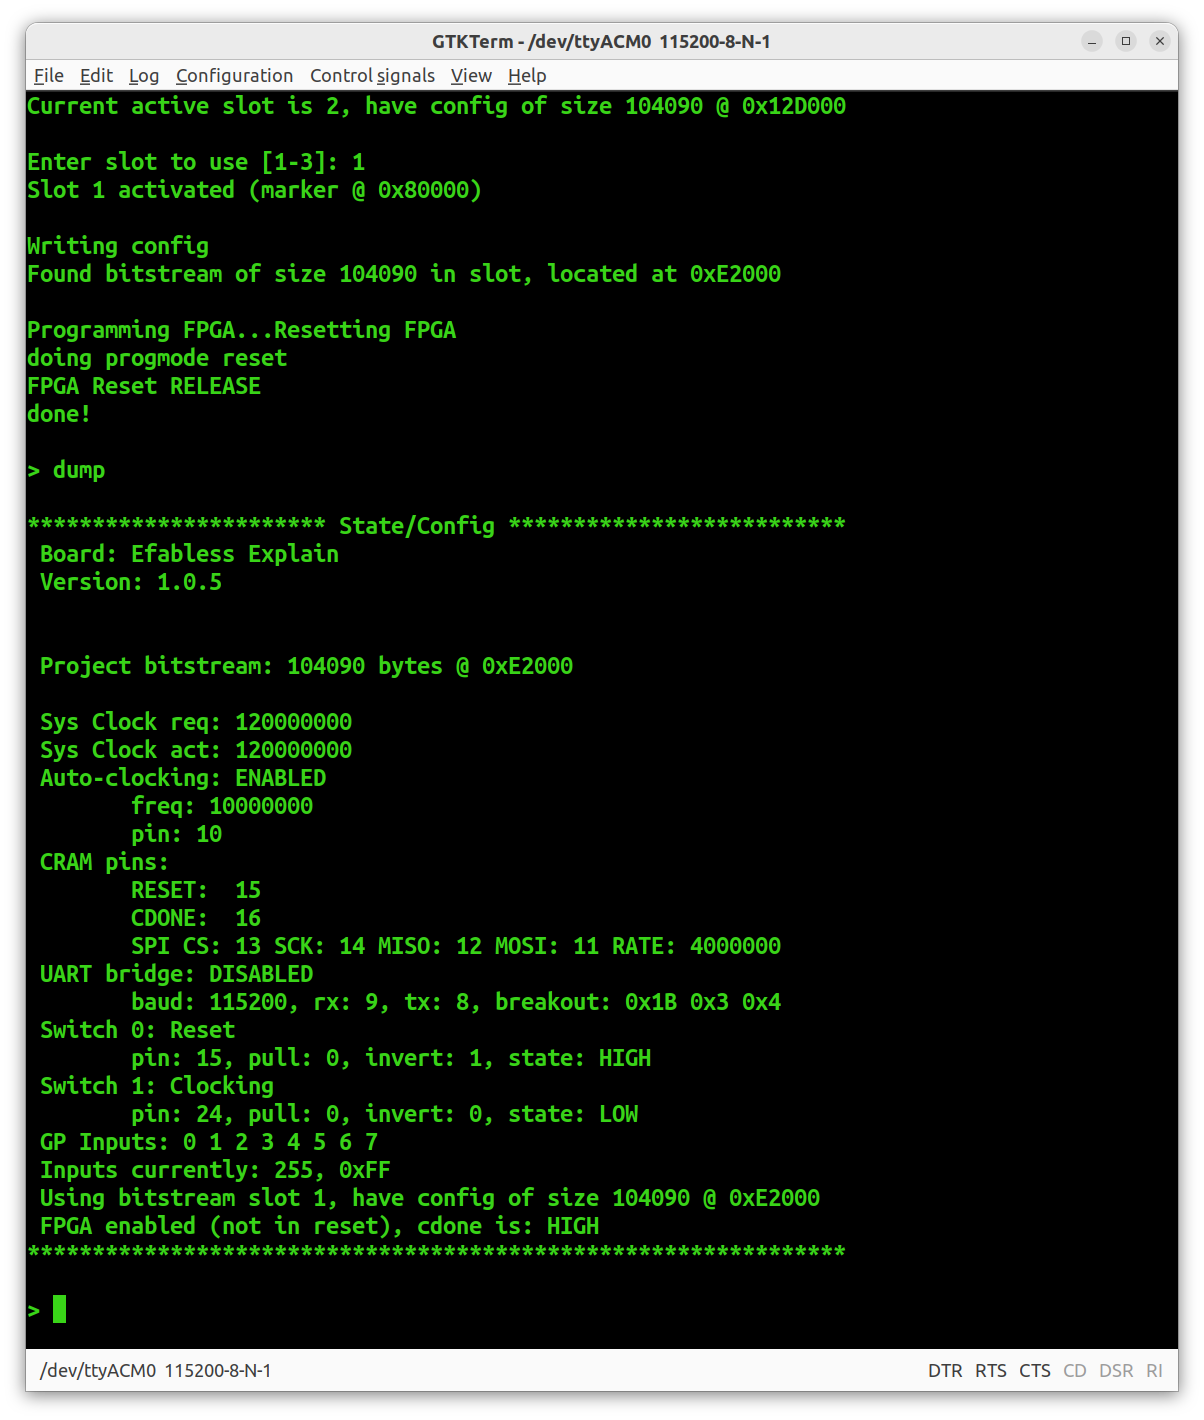 GTKTerm - /dev/ttyACM0 115200-8-N-1
File Edit Log Configuration Control signals View Help
Current active slot is 2, have config of size 104090 @ 0x12D000
Enter slot to use [1-3]: 1
Slot 1 activated (marker @ 0x80000)
Writing config
Found bitstream of size 104090 in slot, located at 0xE2000
Programming FPGA...Resetting FPGA
doing progmode reset
FPGA Reset RELEASE
done!
> dump
*********************** State/Config **************************
Board: Efabless Explain
Version: 1.0.5
Project bitstream: 104090 bytes @ 0xE2000
Sys Clock req: 120000000
Sys Clock act: 120000000
Auto-clocking: ENABLED
freq: 10000000
pin: 10
CRAM pins:
RESET:  15
CDONE:  16
SPI CS: 13 SCK: 14 MISO: 12 MOSI: 11 RATE: 4000000
UART bridge: DISABLED
baud: 115200, rx: 9, tx: 8, breakout: 0x1B 0x3 0x4
Switch 0: Reset
pin: 15, pull: 0, invert: 1, state: HIGH
Switch 1: Clocking
pin: 24, pull: 0, invert: 0, state: LOW
GP Inputs: 0 1 2 3 4 5 6 7
Inputs currently: 255, 0xFF
Using bitstream slot 1, have config of size 104090 @ 0xE2000
FPGA enabled (not in reset), cdone is: HIGH
***************************************************************
>
/dev/ttyACM0 115200-8-N-1 DTR RTS CTS CD DSR RI